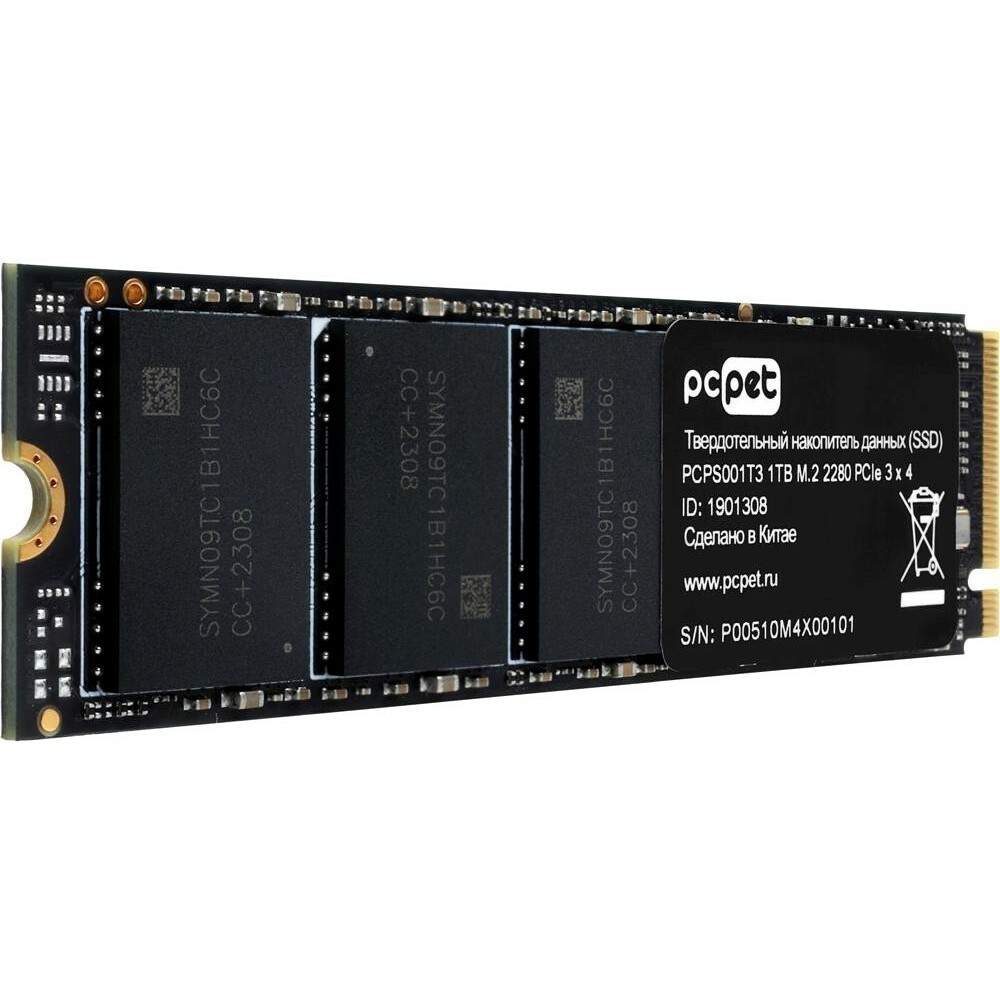 SYMN09TC1B1HC6C
CC+2308
SYMN09TC1B1HC6C
CC+2308
SYMN09TC1B1HC6C
CC+2308
pcpet
Твердотельный накопитель данных (SSD)
PCPS001T3 1TB M.2 2280 PCIe 3 x 4
ID: 1901308
Сделано в Китае
www.pcpet.ru
S/N: P00510M4X00101